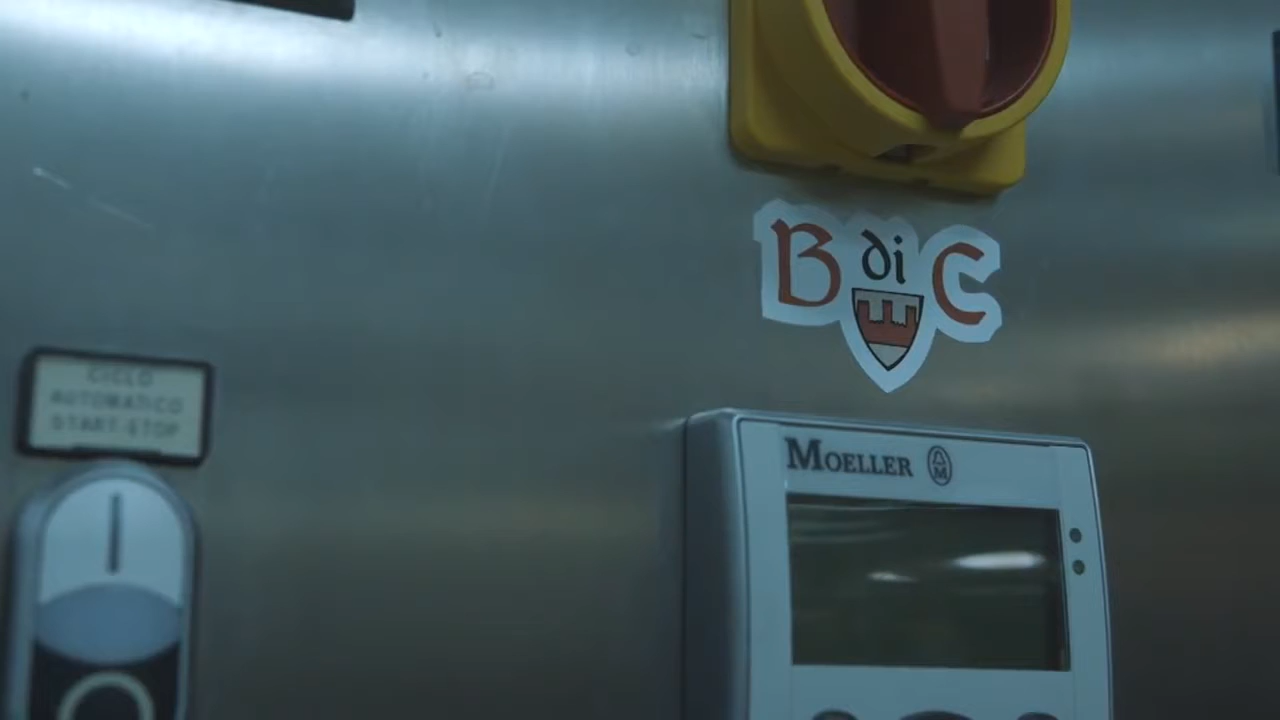 B di C
CICLO
AUTOMATICO
START-STOP
MOELLER
M